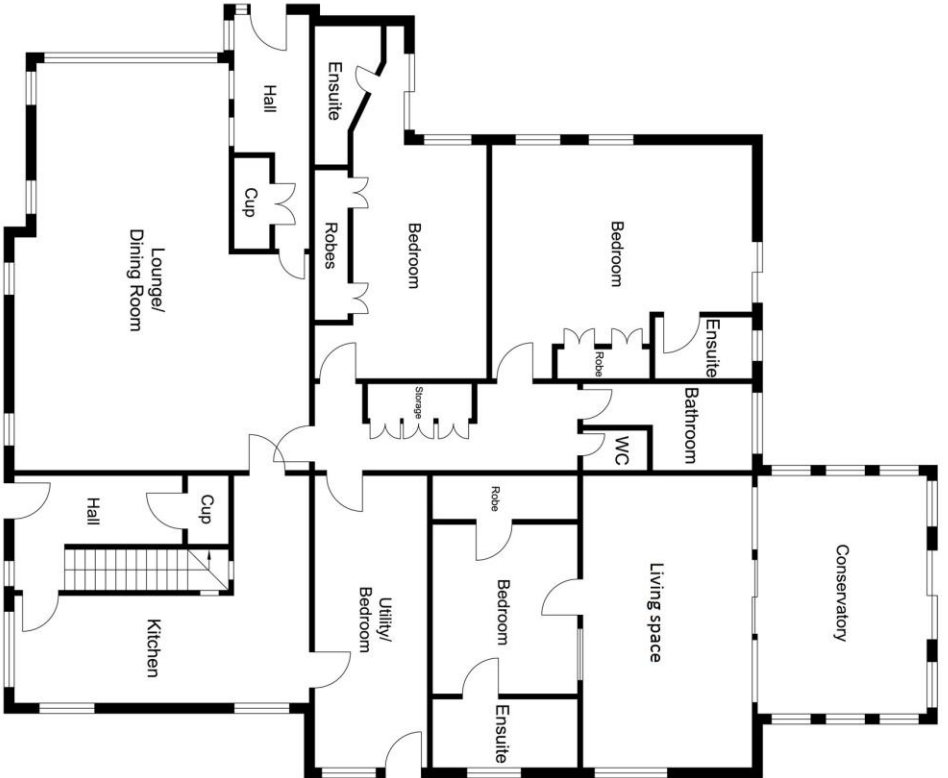 Ensuite
Hall
Cup
Robes
Bedroom
Bedroom
Lounge/
Dining Room
Ensuite
Robe
Storage
Bathroom
WC
Hall
Cup
Robe
Conservatory
Living space
Bedroom
Utility/
Bedroom
Kitchen
Ensuite